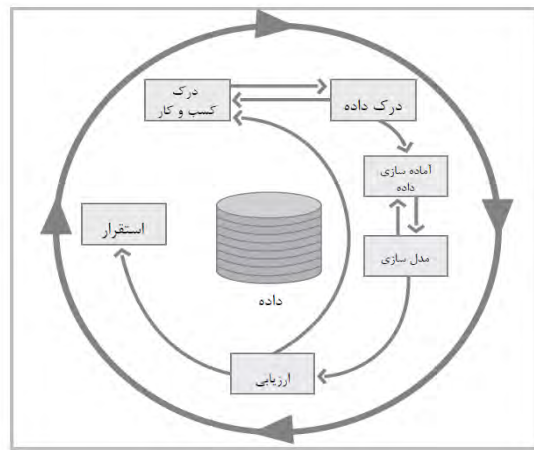 درک
کسب و کار
درک داده
آماده سازی
داده
مدل سازی
استقرار
داده
ارزیابی